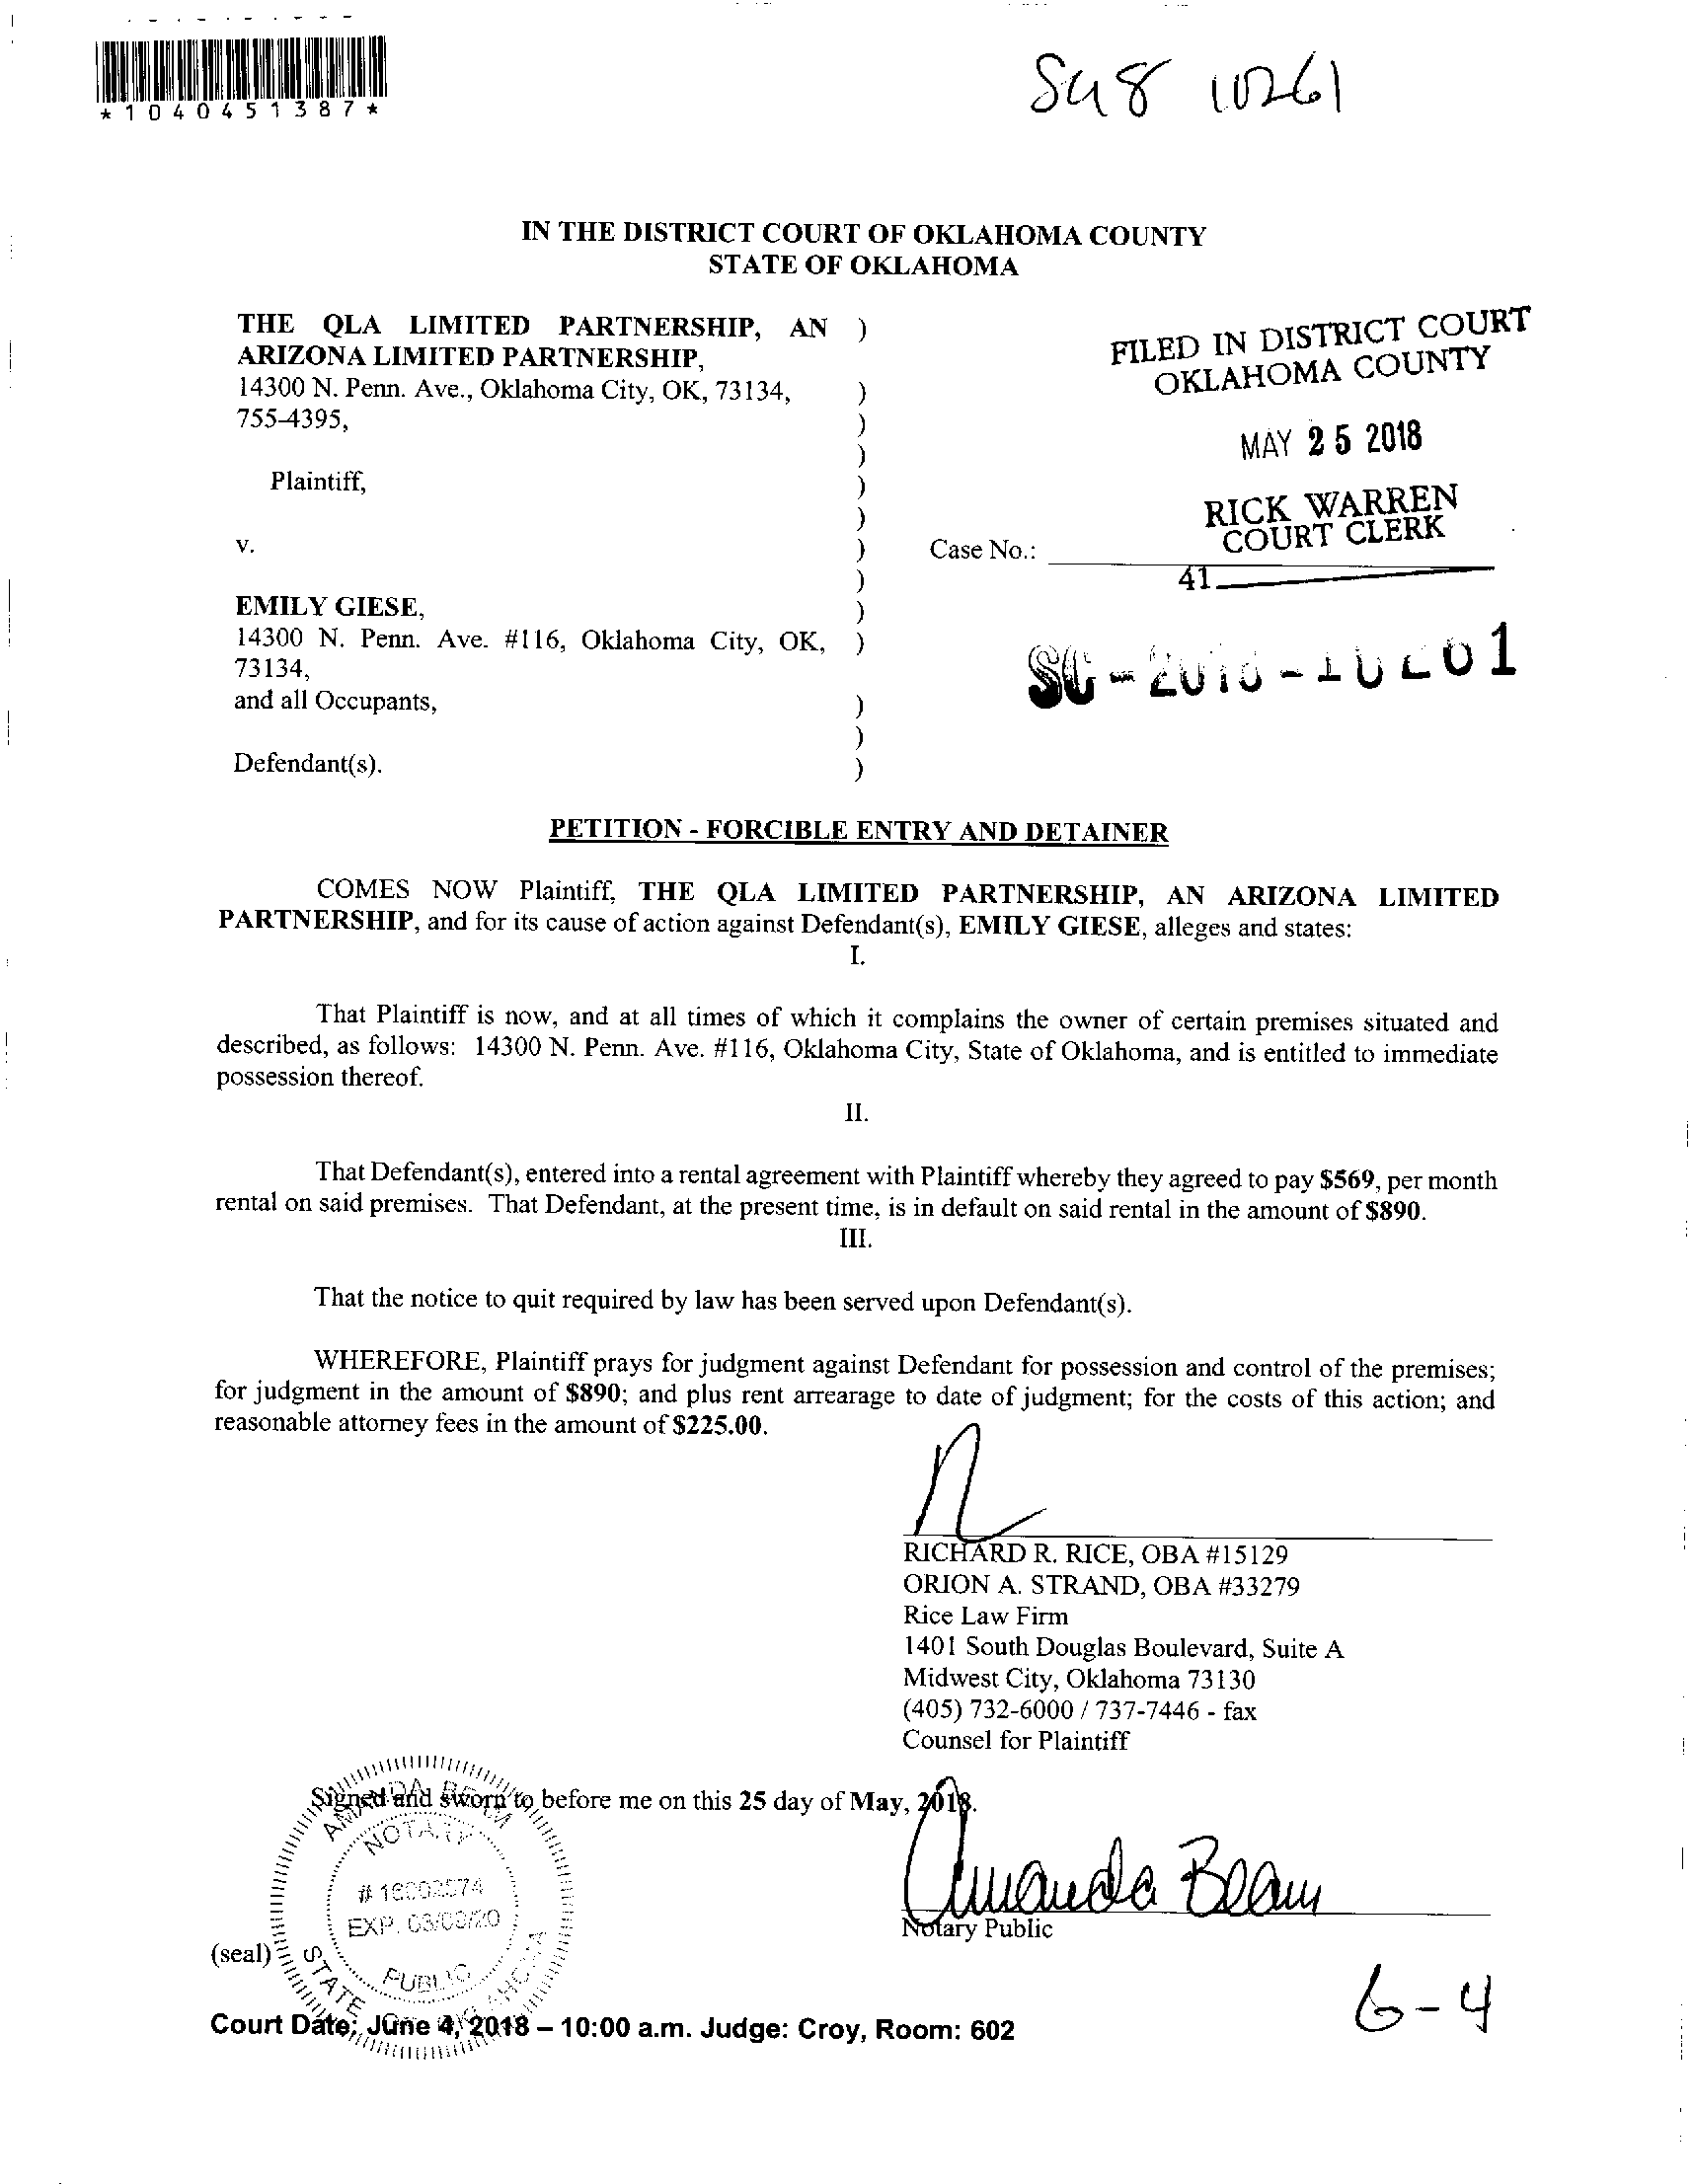 *1040451387*
IN THE DISTRICT COURT OF OKLAHOMA COUNTY
STATE OF OKLAHOMA
THE QLA LIMITED PARTNERSHIP, AN )
ARIZONA LIMITED PARTNERSHIP,
14300 N. Penn. Ave., Oklahoma City, OK, 73134, )
755-4395, )
)
Plaintiff, )
)
v. )
)
EMILY GIESE, )
14300 N. Penn. Ave. #116, Oklahoma City, OK, )
73134,
and all Occupants, )
)
Defendant(s). )
FILED IN DISTRICT COURT
OKLAHOMA COUNTY
MAY 25 2018
RICK WARREN
COURT CLERK
Case No.:
41
PETITION - FORCIBLE ENTRY AND DETAINER
COMES NOW Plaintiff, THE QLA LIMITED PARTNERSHIP, AN ARIZONA LIMITED
PARTNERSHIP, and for its cause of action against Defendant(s), EMILY GIESE, alleges and states:
I.
That Plaintiff is now, and at all times of which it complains the owner of certain premises situated and
described, as follows: 14300 N. Penn. Ave. #116, Oklahoma City, State of Oklahoma, and is entitled to immediate
possession thereof.
II.
That Defendant(s), entered into a rental agreement with Plaintiff whereby they agreed to pay $569, per month
rental on said premises. That Defendant, at the present time, is in default on said rental in the amount of $890.
III.
That the notice to quit required by law has been served upon Defendant(s).
WHEREFORE, Plaintiff prays for judgment against Defendant for possession and control of the premises;
for judgment in the amount of $890; and plus rent arrearage to date of judgment; for the costs of this action; and
reasonable attorney fees in the amount of $225.00.
RICHARD R. RICE, OBA #15129
ORION A. STRAND, OBA #33279
Rice Law Firm
1401 South Douglas Boulevard, Suite A
Midwest City, Oklahoma 73130
(405) 732-6000 / 737-7446 - fax
Counsel for Plaintiff
Signed and sworn to before me on this 25 day of May, 2018.
Amanda Beam
Notary Public
AMANDA BEAM
NOTARY
# 16002574
EXP. 03/09/20
PUBLIC
STATE OF OKLAHOMA
(seal)
Court Date: June 4, 2018 – 10:00 a.m. Judge: Croy, Room: 602
6-4